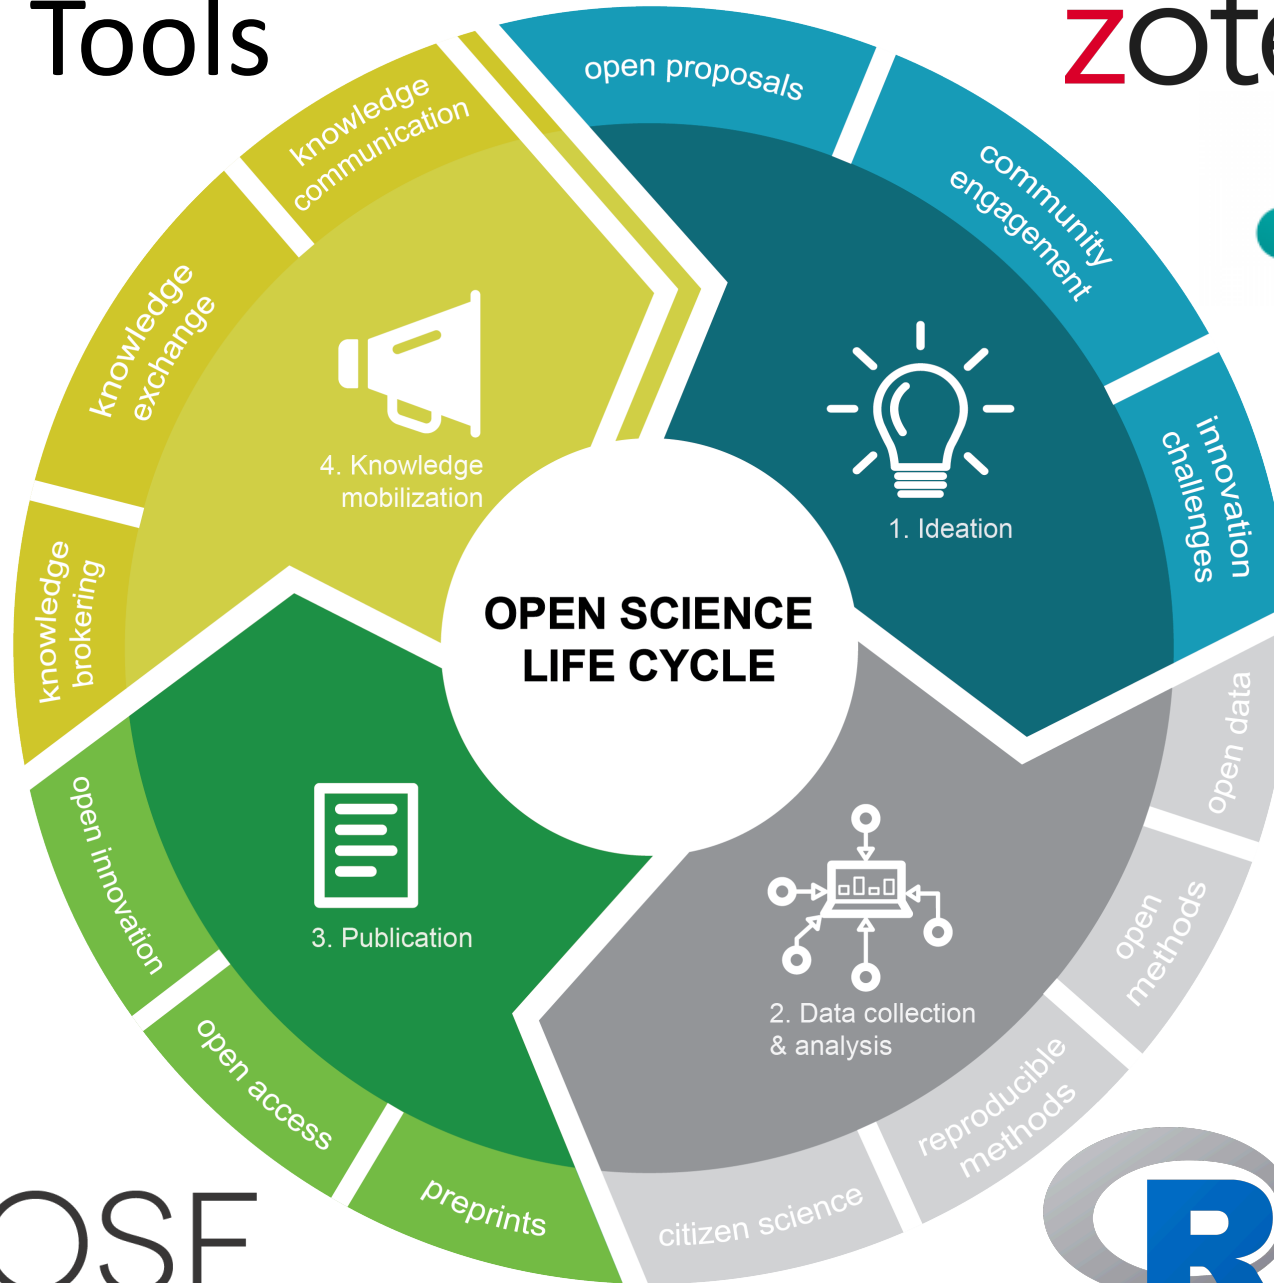 Tools
zote
open proposals
community
engagement
innovation
challenges
knowledge
communication
knowledge
exchange
knowledge
brokering
4. Knowledge
mobilization
1. Ideation
OPEN SCIENCE
LIFE CYCLE
open data
open
methods
reproducible
methods
citizen science
2. Data collection
& analysis
3. Publication
open innovation
open access
preprints
OSF
R